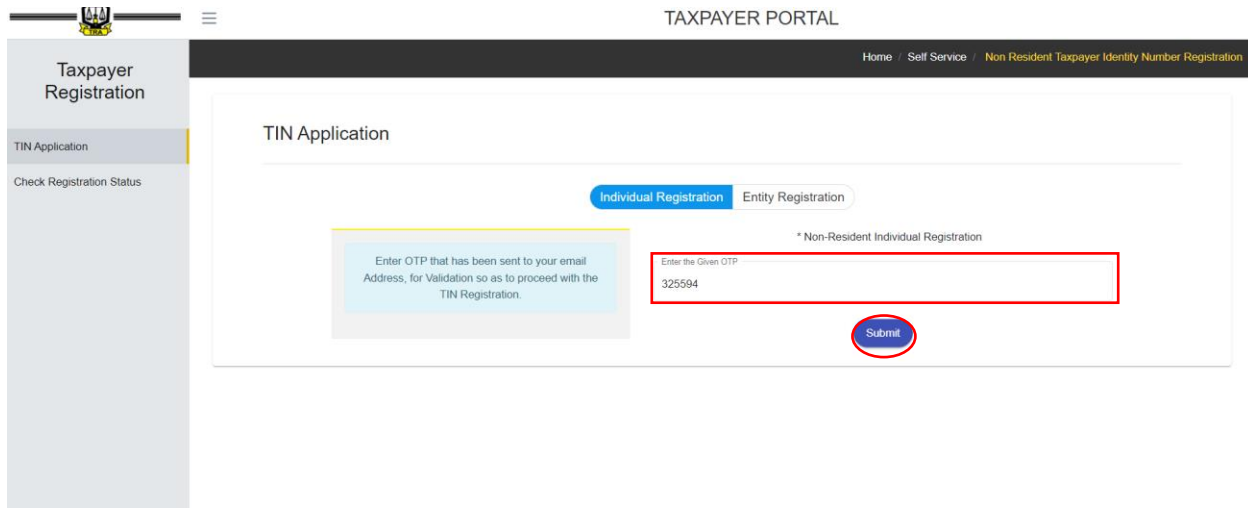 TRA
TAXPAYER PORTAL
Home / Self Service / Non Resident Taxpayer Identity Number Registration
Taxpayer
Registration
TIN Application
Check Registration Status
TIN Application
Individual Registration
Entity Registration
Enter OTP that has been sent to your email
Address, for Validation so as to proceed with the
TIN Registration.
* Non-Resident Individual Registration
Enter the Given OTP
325594
Submit